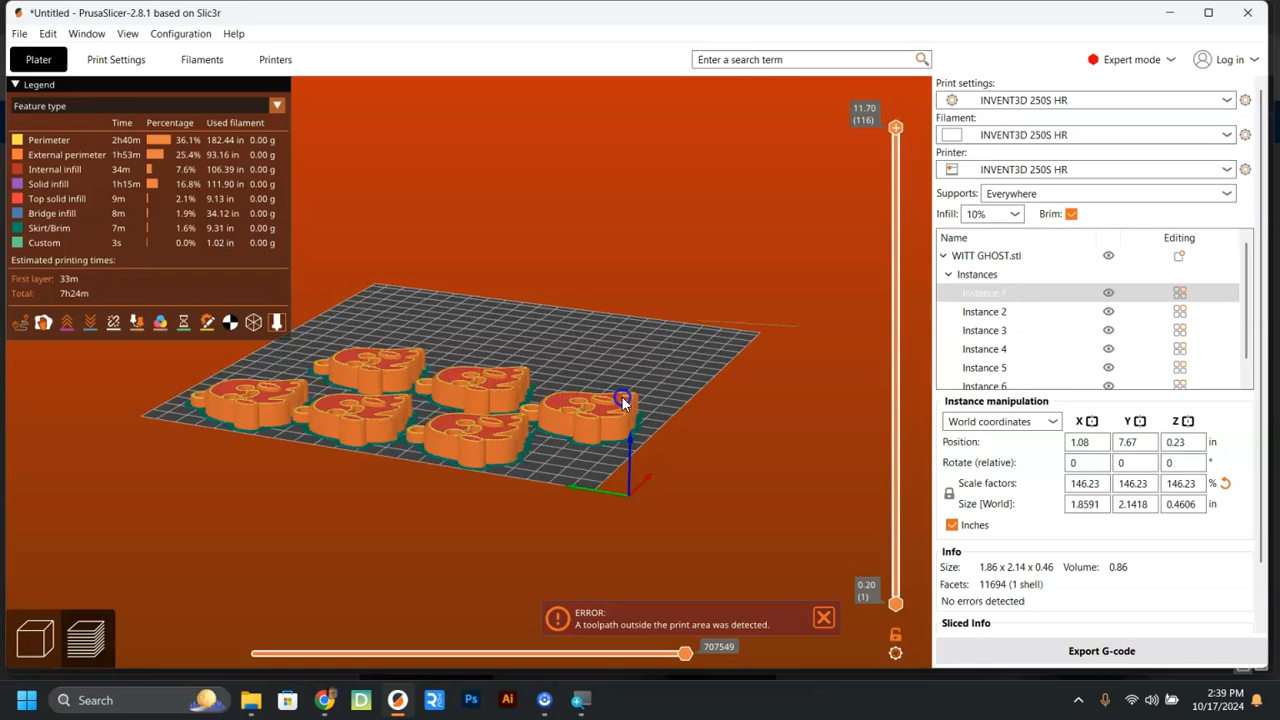 *Untitled - PrusaSlicer-2.8.1 based on Slic3r
File Edit Window View Configuration Help
Plater Print Settings Filaments Printers Enter a search term Expert mode Log in
Legend
Feature type
Time Percentage Used filament
Perimeter 2h40m 36.1% 182.44 in 0.00 g
External perimeter 1h53m 25.4% 93.16 in 0.00 g
Internal infill 34m 7.6% 106.39 in 0.00 g
Solid infill 1h15m 16.8% 111.90 in 0.00 g
Top solid infill 9m 2.1% 9.13 in 0.00 g
Bridge infill 8m 1.9% 34.12 in 0.00 g
Skirt/Brim 7m 1.6% 9.31 in 0.00 g
Custom 3s 0.0% 1.02 in 0.00 g
Estimated printing times:
First layer: 33m
Total: 7h24m
11.70
(116)
0.20
(1)
ERROR:
A toolpath outside the print area was detected.
707549
Print settings:
INVENT3D 250S HR
Filament:
INVENT3D 250S HR
Printer:
INVENT3D 250S HR
Supports: Everywhere
Infill: 10% Brim:
Name Editing
WITT GHOST.stl
Instances
Instance 1
Instance 2
Instance 3
Instance 4
Instance 5
Instance 6
Instance manipulation
World coordinates X Y Z
Position: 1.08 7.67 0.23 in
Rotate (relative): 0 0 0 °
Scale factors: 146.23 146.23 146.23 %
Size [World]: 1.8591 2.1418 0.4606 in
Inches
Info
Size: 1.86 x 2.14 x 0.46 Volume: 0.86
Facets: 11694 (1 shell)
No errors detected
Sliced Info
Export G-code
Search
Ps
Ai
2:39 PM
10/17/2024